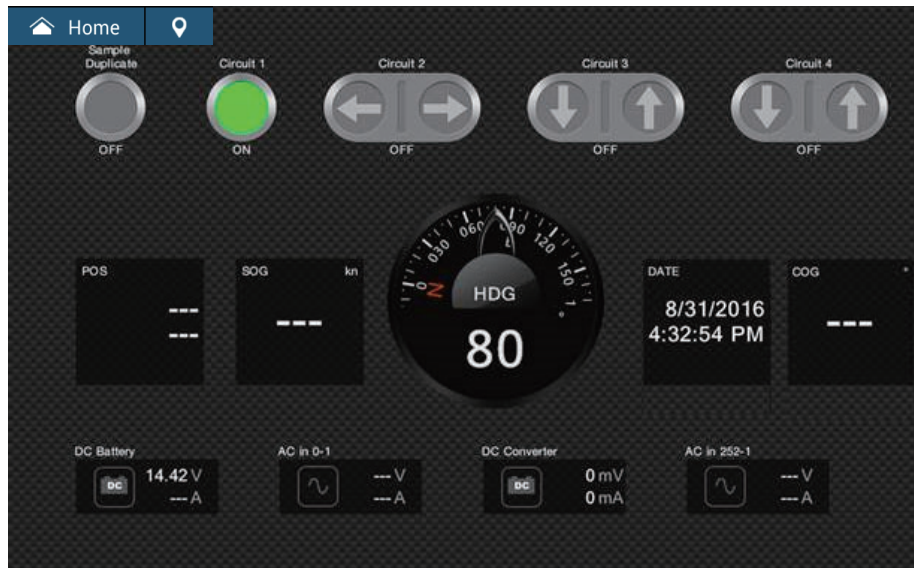 Home
Sample
Duplicate
Circuit 1
Circuit 2
Circuit 3
Circuit 4
OFF
ON
OFF
OFF
OFF
0 N 030 060 90 120 150
HDG
80
°
POS
---
---
SOG kn
---
DATE
8/31/2016
4:32:54 PM
COG °
---
DC Battery
DC
14.42 V
--- A
AC in 0-1
--- V
--- A
DC Converter
DC
0 mV
0 mA
AC in 252-1
--- V
--- A